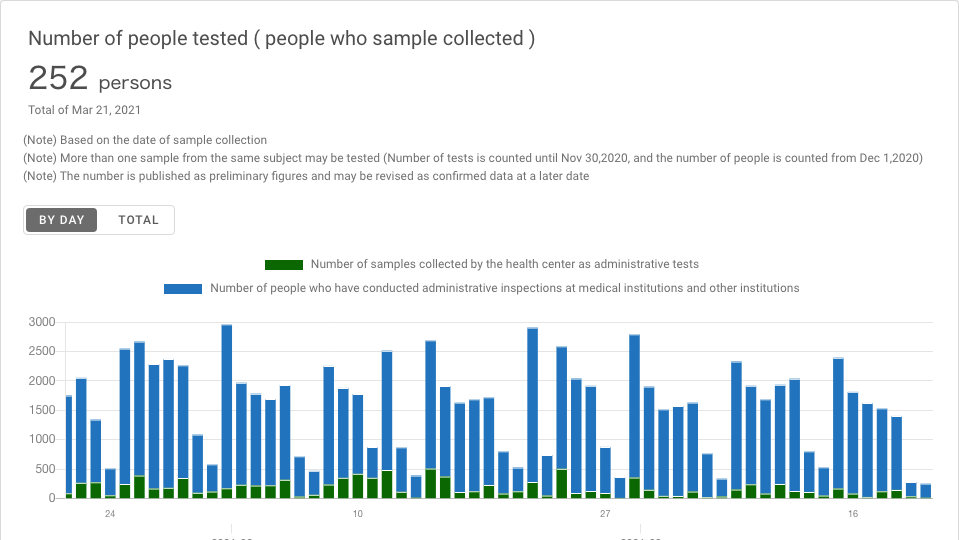 Number of people tested ( people who sample collected )
252 persons
Total of Mar 21, 2021
(Note) Based on the date of sample collection
(Note) More than one sample from the same subject may be tested (Number of tests is counted until Nov 30,2020, and the number of people is counted from Dec 1,2020)
(Note) The number is published as preliminary figures and may be revised as confirmed data at a later date
BY DAY TOTAL
Number of samples collected by the health center as administrative tests
Number of people who have conducted administrative inspections at medical institutions and other institutions
3000
2500
2000
1500
1000
500
0
24 10 27 16